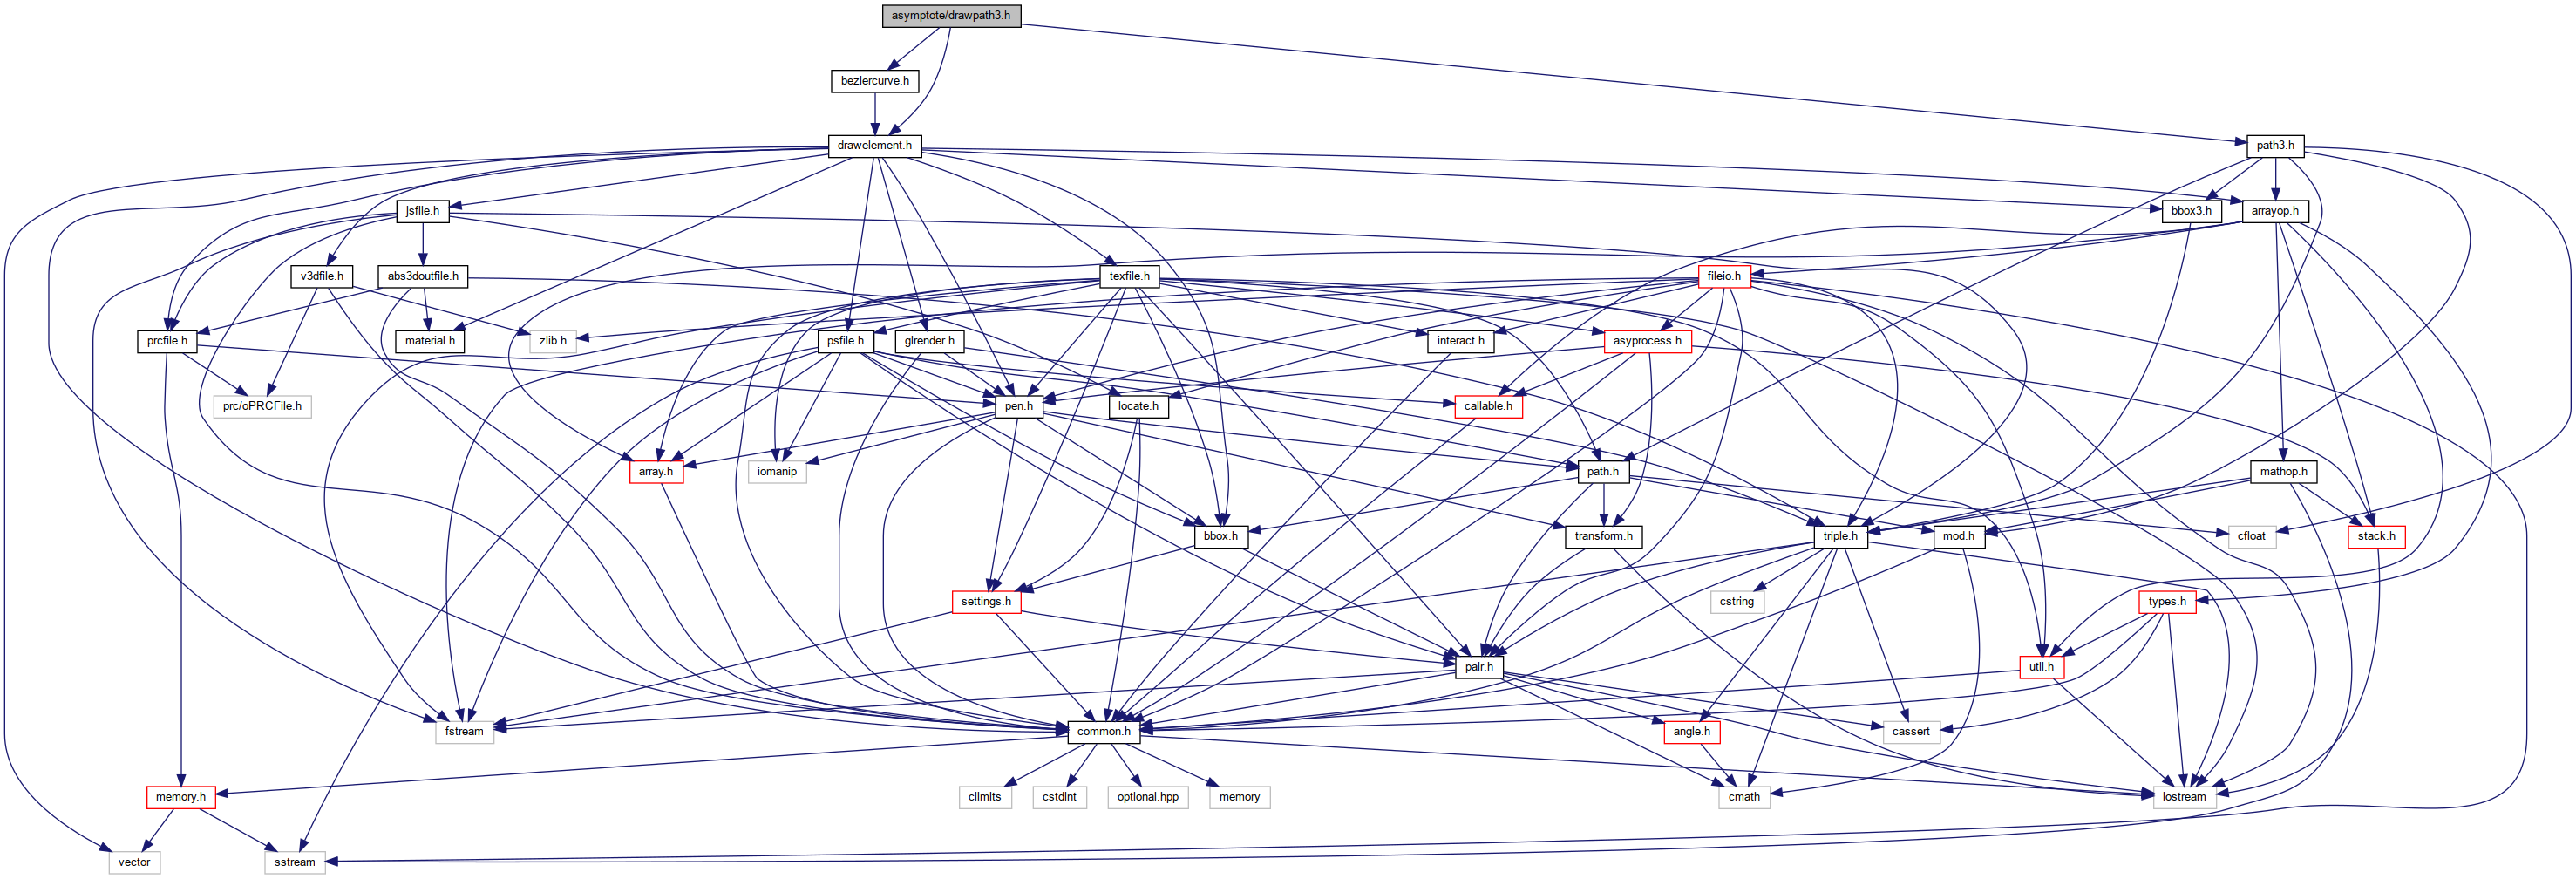 asymptote/drawpath3.h
beziercurve.h
drawelement.h
path3.h
jsfile.h
bbox3.h
arrayop.h
v3dfile.h
abs3doutfile.h
texfile.h
fileio.h
prcfile.h
material.h
zlib.h
psfile.h
glrender.h
interact.h
asyprocess.h
prc/oPRCFile.h
pen.h
locate.h
callable.h
array.h
iomanip
path.h
mathop.h
bbox.h
transform.h
triple.h
mod.h
cfloat
stack.h
settings.h
cstring
types.h
pair.h
util.h
fstream
common.h
angle.h
cassert
memory.h
climits
cstdint
optional.hpp
memory
cmath
iostream
vector
sstream